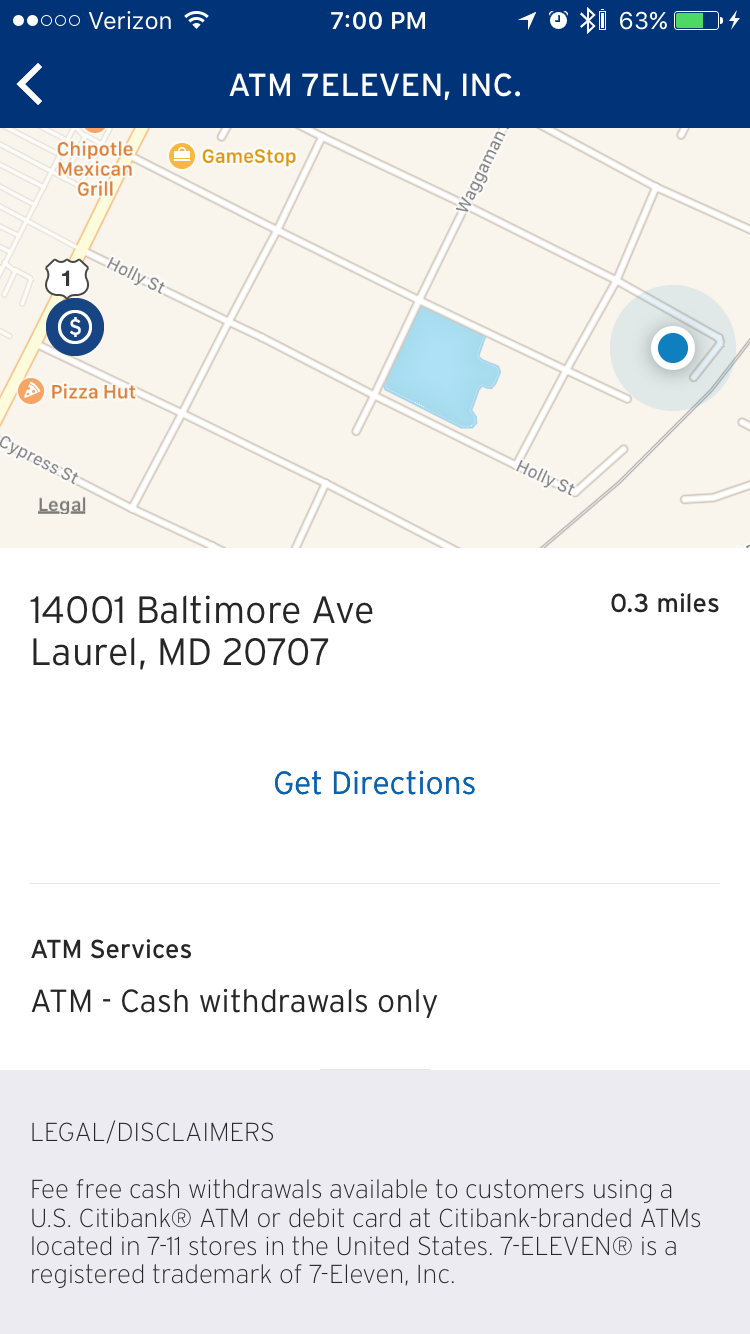 Verizon 7:00 PM 63%
ATM 7ELEVEN, INC.
Chipotle
Mexican
Grill
GameStop
Waggaman
Holly St
1
$
Pizza Hut
Cypress St
Holly St
Legal
14001 Baltimore Ave
Laurel, MD 20707
0.3 miles
Get Directions
ATM Services
ATM - Cash withdrawals only
LEGAL/DISCLAIMERS
Fee free cash withdrawals available to customers using a
U.S. Citibank® ATM or debit card at Citibank-branded ATMs
located in 7-11 stores in the United States. 7-ELEVEN® is a
registered trademark of 7-Eleven, Inc.